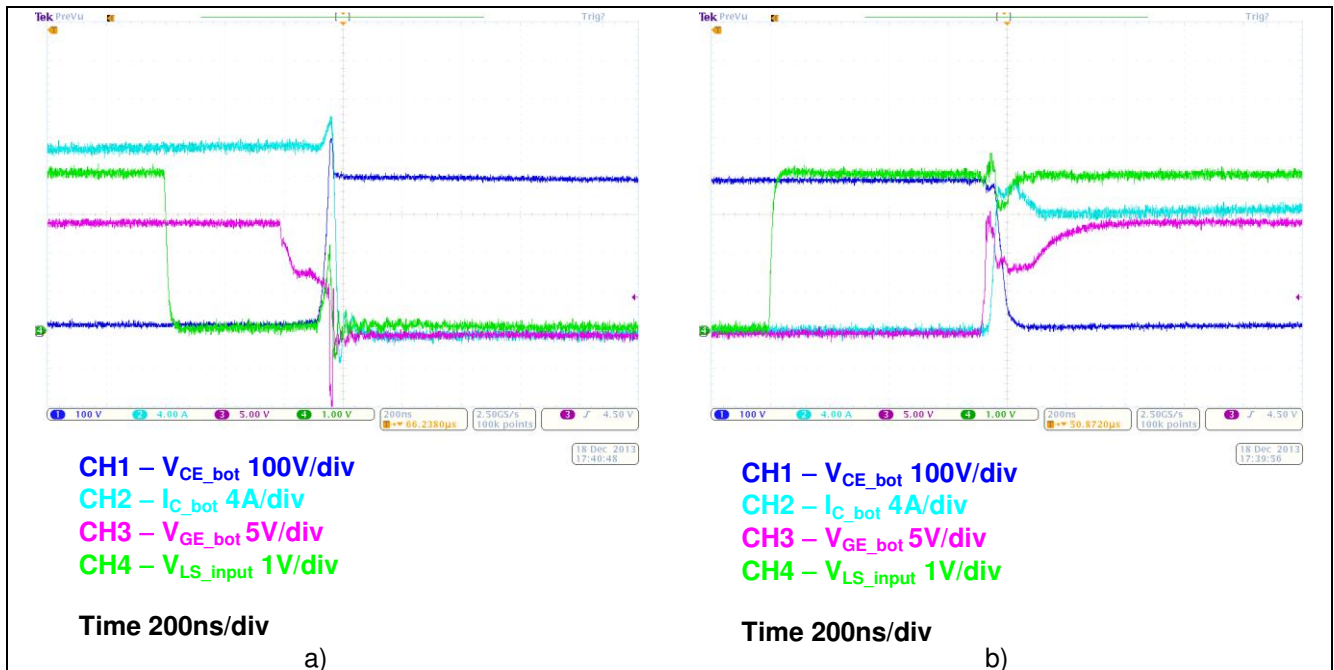 Tek PreVu
Trig?
1 100 V 2 4.00 A 3 5.00 V 4 1.00 V
200ns
66.2380µs
2.50GS/s
100k points
3 4.50 V
18 Dec 2013
17:40:48
CH1 – VCE_bot 100V/div
CH2 – IC_bot 4A/div
CH3 – VGE_bot 5V/div
CH4 – VLS_input 1V/div
Time 200ns/div
a)
Tek PreVu
Trig?
1 100 V 2 4.00 A 3 5.00 V 4 1.00 V
200ns
50.8720µs
2.50GS/s
100k points
3 4.50 V
18 Dec 2013
17:39:56
CH1 – VCE_bot 100V/div
CH2 – IC_bot 4A/div
CH3 – VGE_bot 5V/div
CH4 – VLS_input 1V/div
Time 200ns/div
b)